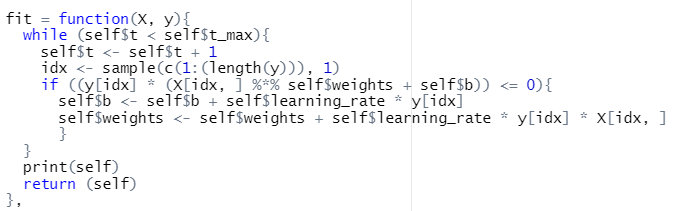 fit = function(X, y){
  while (self$t < self$t_max){
    self$t <- self$t + 1
    idx <- sample(c(1:(length(y))), 1)
    if ((y[idx] * (X[idx, ] %*% self$weights + self$b)) <= 0){
      self$b <- self$b + self$learning_rate * y[idx]
      self$weights <- self$weights + self$learning_rate * y[idx] * X[idx, ]
      }
  }
  print(self)
  return (self)
},